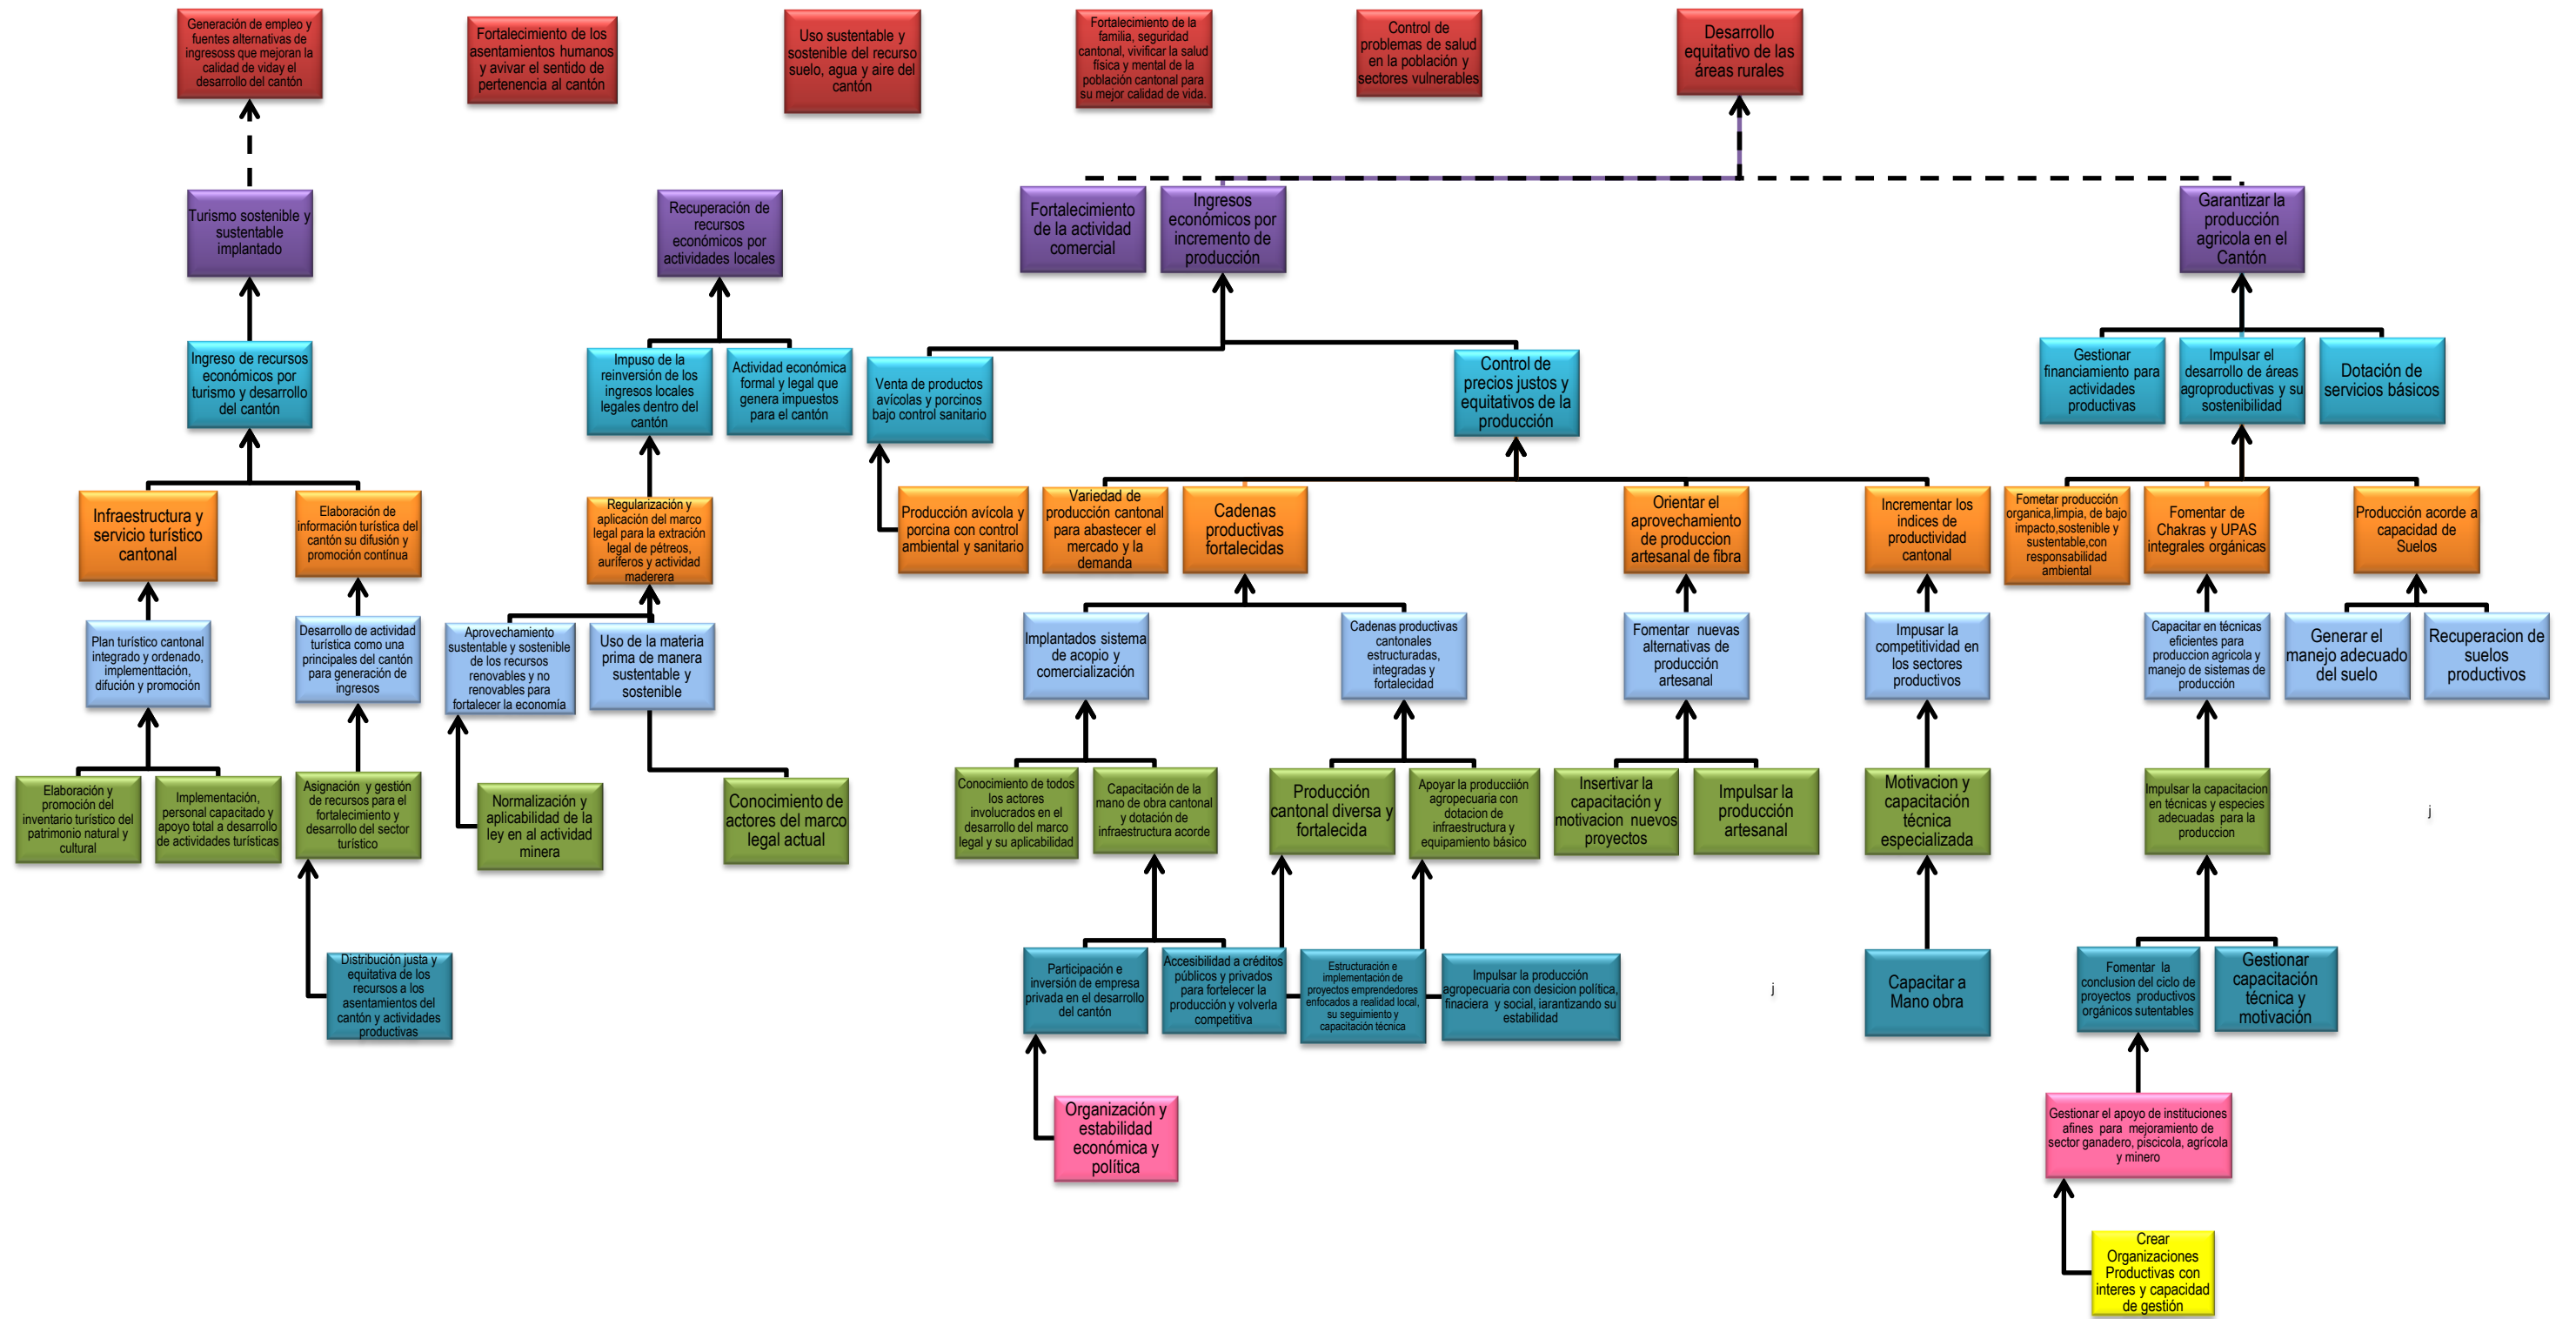 Generación de empleo y
fuentes alternativas de
ingresoss que mejoran la
calidad de viday el
desarrollo del cantón
Fortalecimiento de los
asentamientos humanos
y avivar el sentido de
pertenencia al cantón
Uso sustentable y
sostenible del recurso
suelo, agua y aire del
cantón
Fortalecimiento de la
familia, seguridad
cantonal, vivificar la salud
física y mental de la
población cantonal para
su mejor calidad de vida.
Control de
problemas de salud
en la población y
sectores vulnerables
Desarrollo
equitativo de las
áreas rurales
Turismo sostenible y
sustentable
implantado
Recuperación de
recursos
económicos por
actividades locales
Fortalecimiento
de la actividad
comercial
Ingresos
económicos por
incremento de
producción
Garantizar la
producción
agricola en el
Cantón
Ingreso de recursos
económicos por
turismo y desarrollo
del cantón
Impuso de la
reinversión de los
ingresos locales
legales dentro del
cantón
Actividad económica
formal y legal que
genera impuestos
para el cantón
Venta de productos
avícolas y porcinos
bajo control sanitario
Control de
precios justos y
equitativos de la
producción
Gestionar
financiamiento para
actividades
productivas
Impulsar el
desarrollo de áreas
agroproductivas y su
sostenibilidad
Dotación de
servicios básicos
Infraestructura y
servicio turístico
cantonal
Elaboración de
información turística del
cantón su difusión y
promoción contínua
Regularización y
aplicación del marco
legal para la extración
legal de pétreos,
auríferos y actividad
maderera
Producción avícola y
porcina con control
ambiental y sanitario
Variedad de
producción cantonal
para abastecer el
mercado y la
demanda
Cadenas
productivas
fortalecidas
Orientar el
aprovechamiento
de produccion
artesanal de fibra
Incrementar los
indices de
productividad
cantonal
Fometar producción
organica,limpia, de bajo
impacto,sostenible y
sustentable,con
responsabilidad
ambiental
Fomentar de
Chakras y UPAS
integrales orgánicas
Producción acorde a
capacidad de
Suelos
Plan turístico cantonal
integrado y ordenado,
implementtación,
difución y promoción
Desarrollo de actividad
turística como una
principales del cantón
para generación de
ingresos
Aprovechamiento
sustentable y sostenible
de los recursos
renovables y no
renovables para
fortalecer la economía
Uso de la materia
prima de manera
sustentable y
sostenible
Implantados sistema
de acopio y
comercialización
Cadenas productivas
cantonales
estructuradas,
integradas y
fortalecidad
Fomentar nuevas
alternativas de
producción
artesanal
Impusar la
competitividad en
los sectores
productivos
Capacitar en técnicas
eficientes para
produccion agricola y
manejo de sistemas de
producción
Generar el
manejo adecuado
del suelo
Recuperacion de
suelos
productivos
Elaboración y
promoción del
inventario turístico del
patrimonio natural y
cultural
Implementación,
personal capacitado y
apoyo total a desarrollo
de actividades turísticas
Asignación y gestión
de recursos para el
fortalecimiento y
desarrollo del sector
turístico
Normalización y
aplicabilidad de la
ley en al actividad
minera
Conocimiento de
actores del marco
legal actual
Conocimiento de todos
los actores
involucrados en el
desarrollo del marco
legal y su aplicabilidad
Capacitación de la
mano de obra cantonal
y dotación de
infraestructura acorde
Producción
cantonal diversa y
fortalecida
Apoyar la producciión
agropecuaria con
dotacion de
infraestructura y
equipamiento básico
Insertivar la
capacitación y
motivacion nuevos
proyectos
Impulsar la
producción
artesanal
Motivacion y
capacitación
técnica
especializada
Impulsar la capacitacion
en técnicas y especies
adecuadas para la
produccion
j
Distribución justa y
equitativa de los
recursos a los
asentamientos del
cantón y actividades
productivas
Participación e
inversión de empresa
privada en el desarrollo
del cantón
Accesibilidad a créditos
públicos y privados
para fortelecer la
producción y volverla
competitiva
Estructuración e
implementación de
proyectos emprendedores
enfocados a realidad local,
su seguimiento y
capacitación técnica
Impulsar la producción
agropecuaria con desicion política,
finaciera y social, iarantizando su
estabilidad
j
Capacitar a
Mano obra
Fomentar la
conclusion del ciclo de
proyectos productivos
orgánicos sutentables
Gestionar
capacitación
técnica y
motivación
Organización y
estabilidad
económica y
política
Gestionar el apoyo de instituciones
afines para mejoramiento de
sector ganadero, piscicola, agrícola
y minero
Crear
Organizaciones
Productivas con
interes y capacidad
de gestión